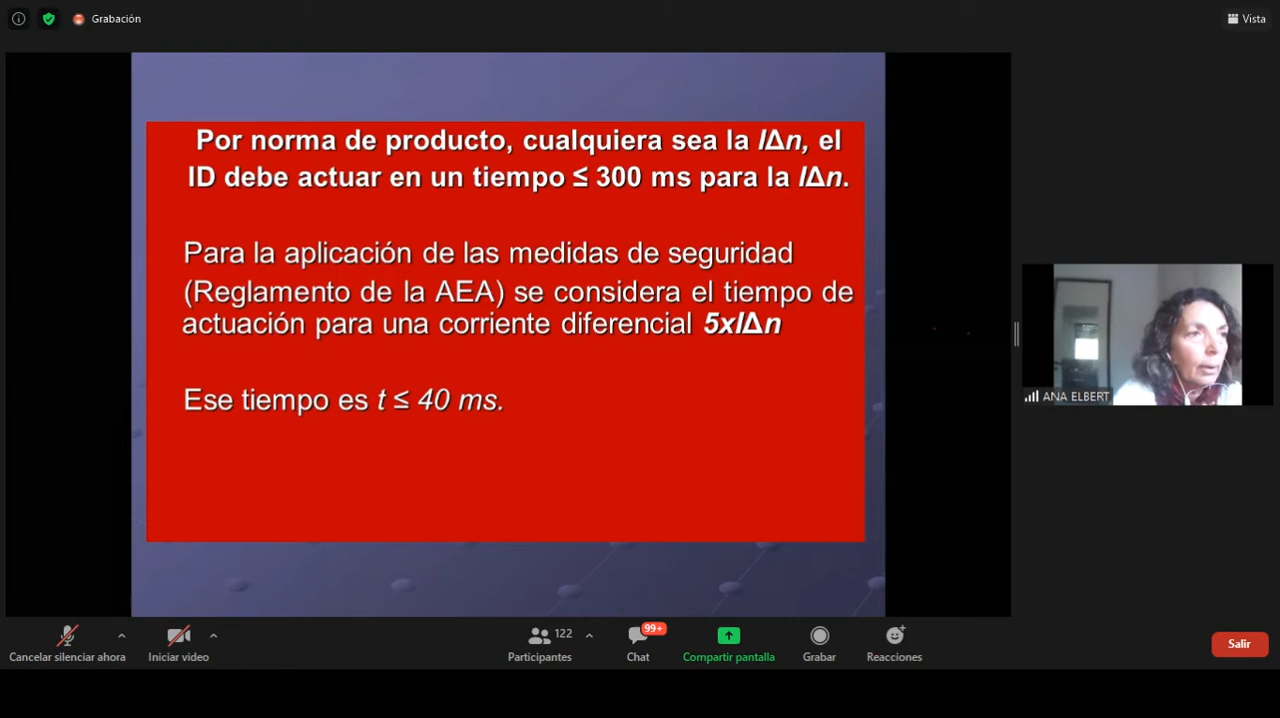 Grabación
Vista
Por norma de producto, cualquiera sea la IΔn, el
ID debe actuar en un tiempo ≤ 300 ms para la IΔn.
Para la aplicación de las medidas de seguridad
(Reglamento de la AEA) se considera el tiempo de
actuación para una corriente diferencial 5xIΔn
Ese tiempo es t ≤ 40 ms.
ANA ELBERT
Cancelar silenciar ahora
Iniciar video
122
Participantes
99+
Chat
Compartir pantalla
Grabar
Reacciones
Salir